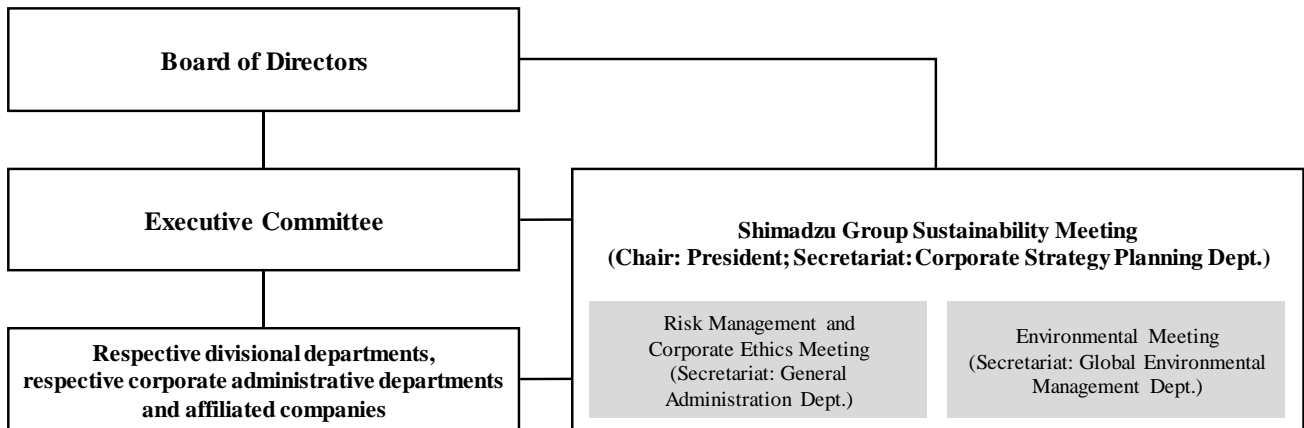 Board of Directors
Executive Committee
Respective divisional departments,
respective corporate administrative departments
and affiliated companies
Shimadzu Group Sustainability Meeting
(Chair: President; Secretariat: Corporate Strategy Planning Dept.)
Risk Management and
Corporate Ethics Meeting
(Secretariat: General
Administration Dept.)
Environmental Meeting
(Secretariat: Global Environmental
Management Dept.)